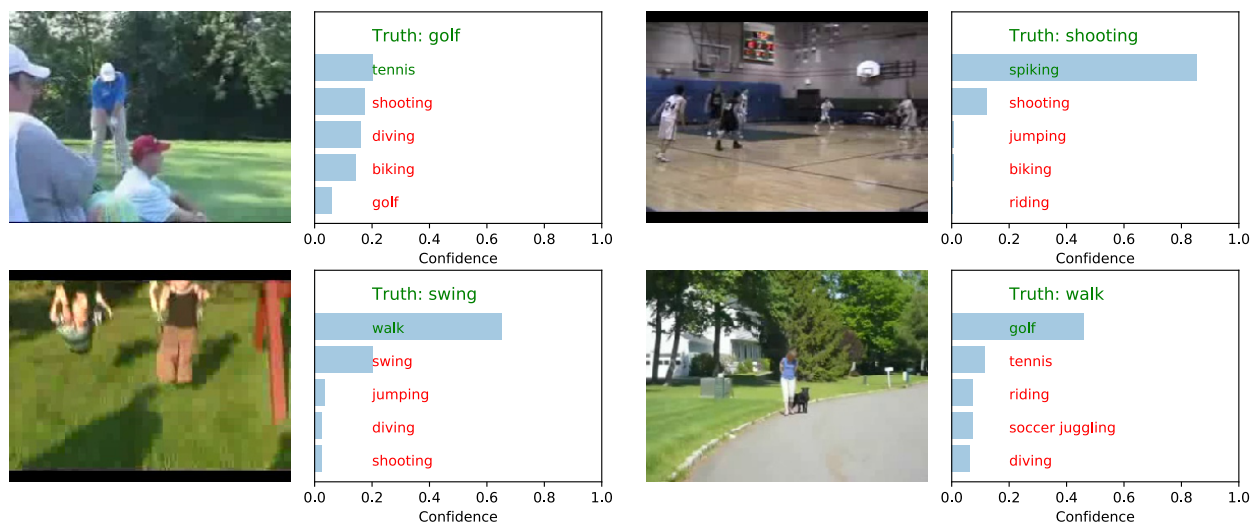 Truth: golf
tennis
shooting
diving
biking
golf
0.0 0.2 0.4 0.6 0.8 1.0
Confidence
Truth: shooting
spiking
shooting
jumping
biking
riding
0.0 0.2 0.4 0.6 0.8 1.0
Confidence
Truth: swing
walk
swing
jumping
diving
shooting
0.0 0.2 0.4 0.6 0.8 1.0
Confidence
Truth: walk
golf
tennis
riding
soccer juggling
diving
0.0 0.2 0.4 0.6 0.8 1.0
Confidence